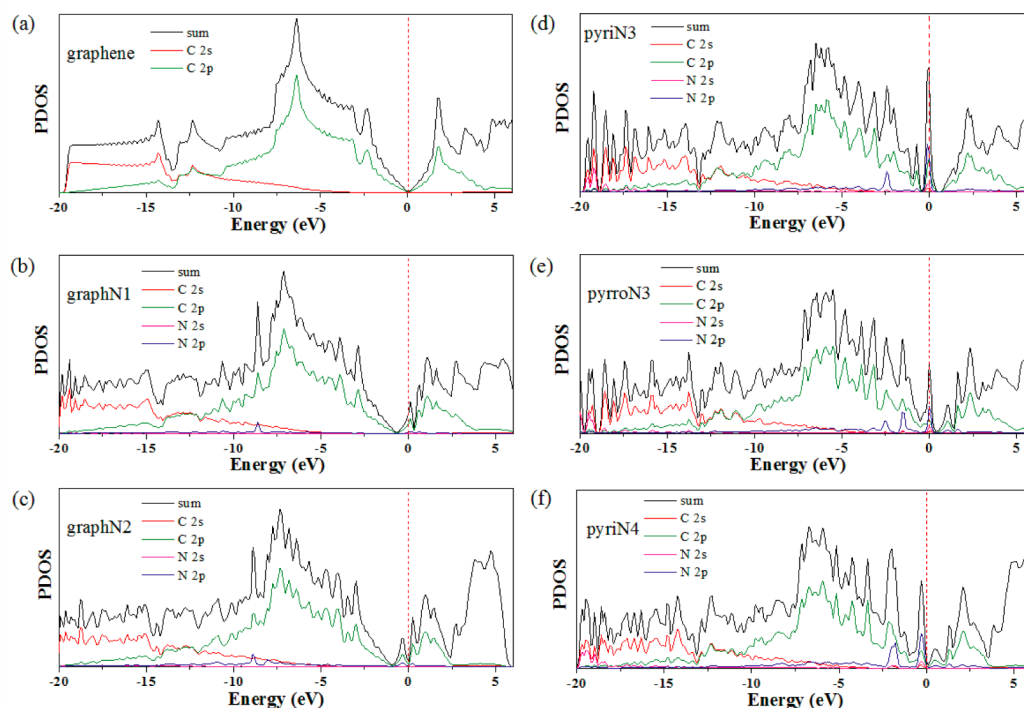 (a)
graphene
sum
C 2s
C 2p
PDOS
-20 -15 -10 -5 0 5
Energy (eV)
(b)
graphN1
sum
C 2s
C 2p
N 2s
N 2p
PDOS
-20 -15 -10 -5 0 5
Energy (eV)
(c)
graphN2
sum
C 2s
C 2p
N 2s
N 2p
PDOS
-20 -15 -10 -5 0 5
Energy (eV)
(d)
pyriN3
sum
C 2s
C 2p
N 2s
N 2p
PDOS
-20 -15 -10 -5 0 5
Energy (eV)
(e)
pyrroN3
sum
C 2s
C 2p
N 2s
N 2p
PDOS
-20 -15 -10 -5 0 5
Energy (eV)
(f)
pyriN4
sum
C 2s
C 2p
N 2s
N 2p
PDOS
-20 -15 -10 -5 0 5
Energy (eV)